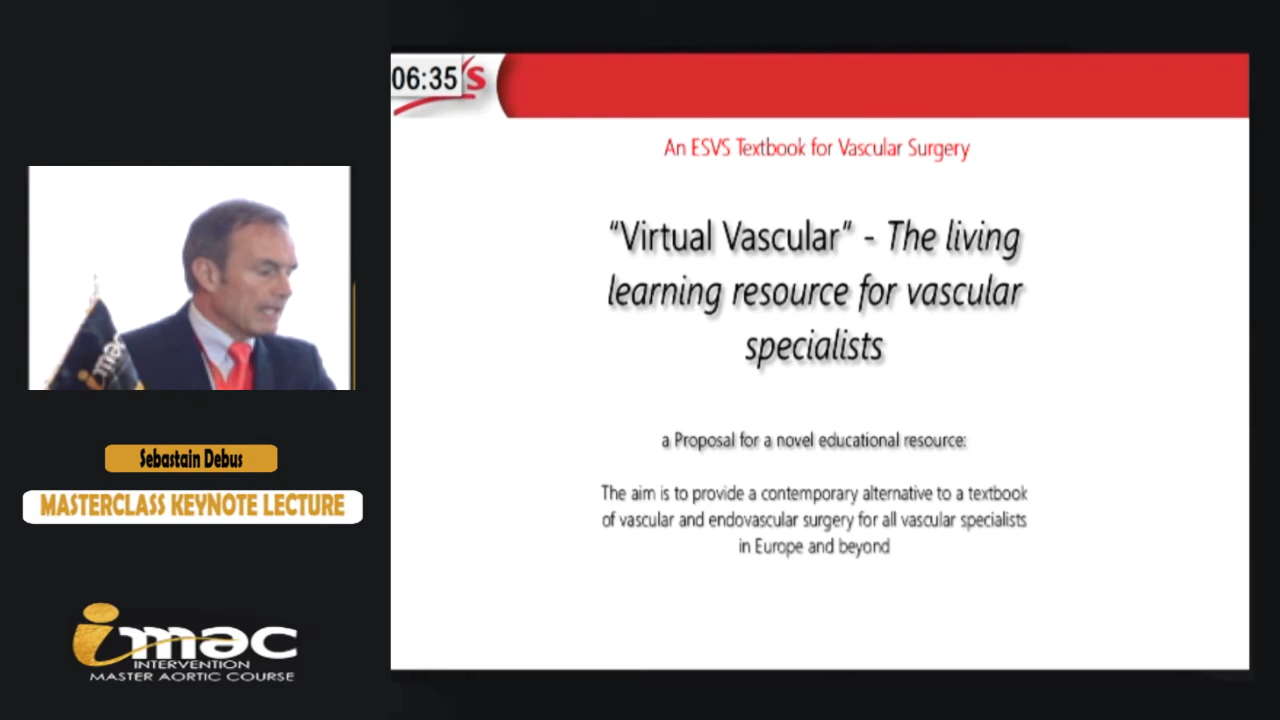 06:35
S
An ESVS Textbook for Vascular Surgery
“Virtual Vascular” - The living
learning resource for vascular
specialists
a Proposal for a novel educational resource:
The aim is to provide a contemporary alternative to a textbook
of vascular and endovascular surgery for all vascular specialists
in Europe and beyond
imac
Sebastain Debus
MASTERCLASS KEYNOTE LECTURE
imac
INTERVENTION
MASTER AORTIC COURSE